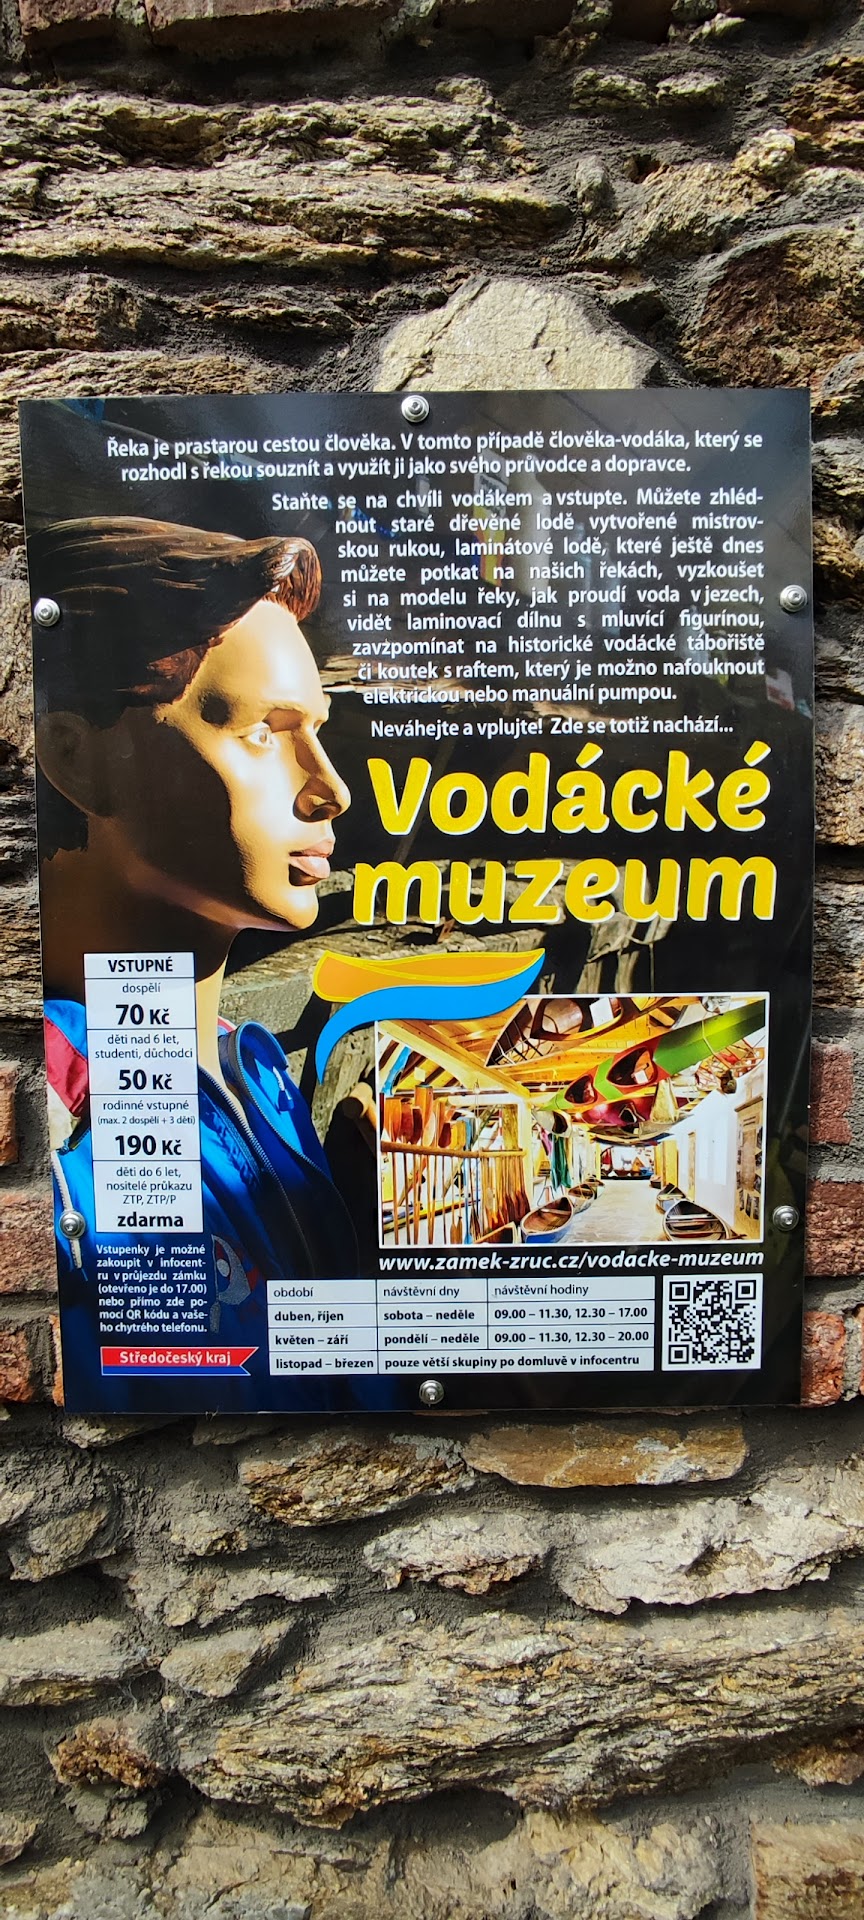 Řeka je prastarou cestou člověka. V tomto případě člověka-vodáka, který se
rozhodl s řekou souznít a využít ji jako svého průvodce a dopravce.
Staňte se na chvíli vodákem a vstupte. Můžete zhléd-
nout staré dřevěné lodě vytvořené mistrov-
skou rukou, laminátové lodě, které ještě dnes
můžete potkat na našich řekách, vyzkoušet
si na modelu řeky, jak proudí voda v jezech,
vidět laminovací dílnu s mluvící figurínou,
zavzpomínat na historické vodácké tábořiště
či koutek s raftem, který je možno nafouknout
elektrickou nebo manuální pumpou.
Neváhejte a vplujte! Zde se totiž nachází...
Vodácké
muzeum
VSTUPNÉ
dospělí
70 Kč
děti nad 6 let,
studenti, důchodci
50 Kč
rodinné vstupné
(max. 2 dospělí + 3 děti)
190 Kč
děti do 6 let,
nositelé průkazu
ZTP, ZTP/P
zdarma
Vstupenky je možné
zakoupit v infocent-
ru v průjezdu zámku
(otevřeno je do 17.00)
nebo přímo zde po-
mocí QR kódu a vaše-
ho chytrého telefonu.
Středočeský kraj
www.zamek-zruc.cz/vodacke-muzeum
období návštěvní dny návštěvní hodiny
duben, říjen sobota – neděle 09.00 – 11.30, 12.30 – 17.00
květen – září pondělí – neděle 09.00 – 11.30, 12.30 – 20.00
listopad – březen pouze větší skupiny po domluvě v infocentru